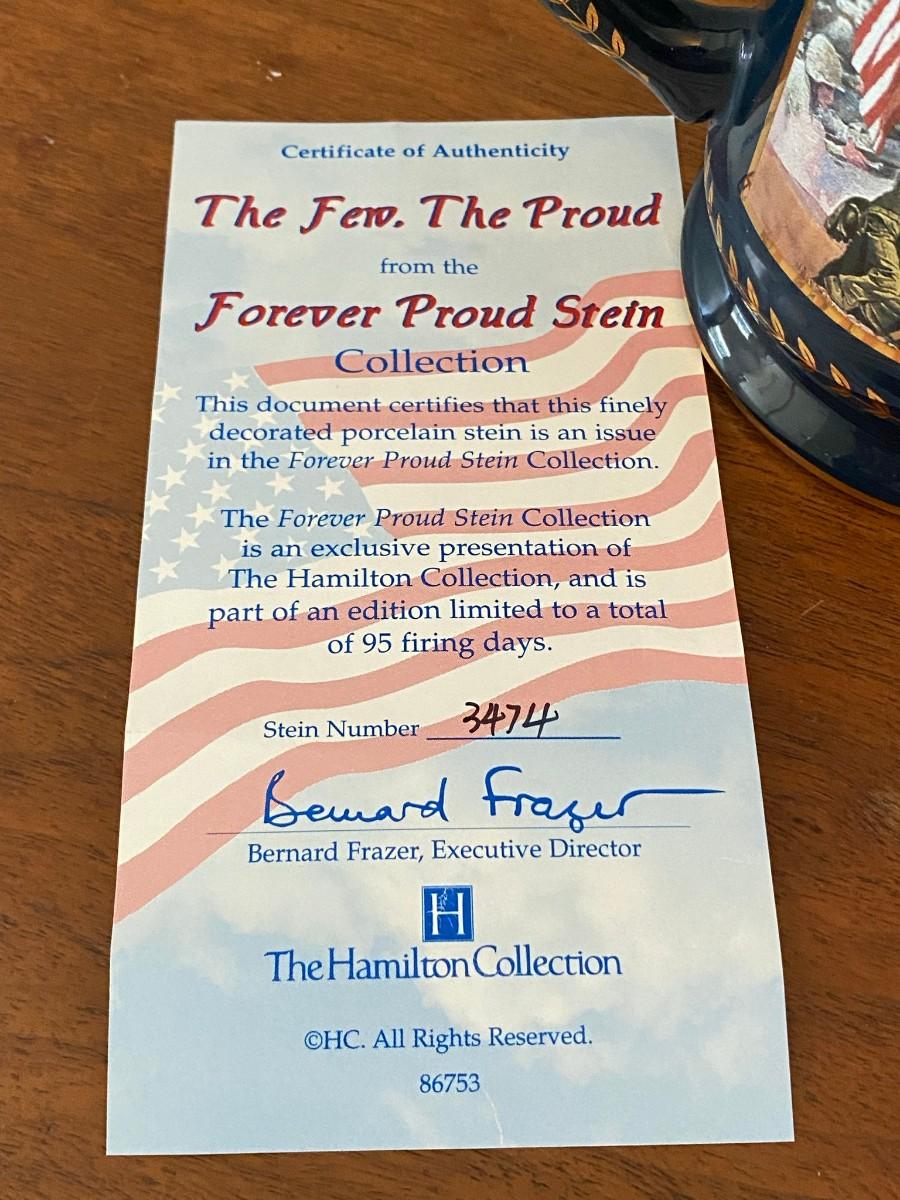 Certificate of Authenticity
The Few. The Proud
from the
Forever Proud Stein
Collection
This document certifies that this finely
decorated porcelain stein is an issue
in the Forever Proud Stein Collection.
The Forever Proud Stein Collection
is an exclusive presentation of
The Hamilton Collection, and is
part of an edition limited to a total
of 95 firing days.
Stein Number 3474
Bernard Frazer
Bernard Frazer, Executive Director
H
The Hamilton Collection
©HC. All Rights Reserved.
86753